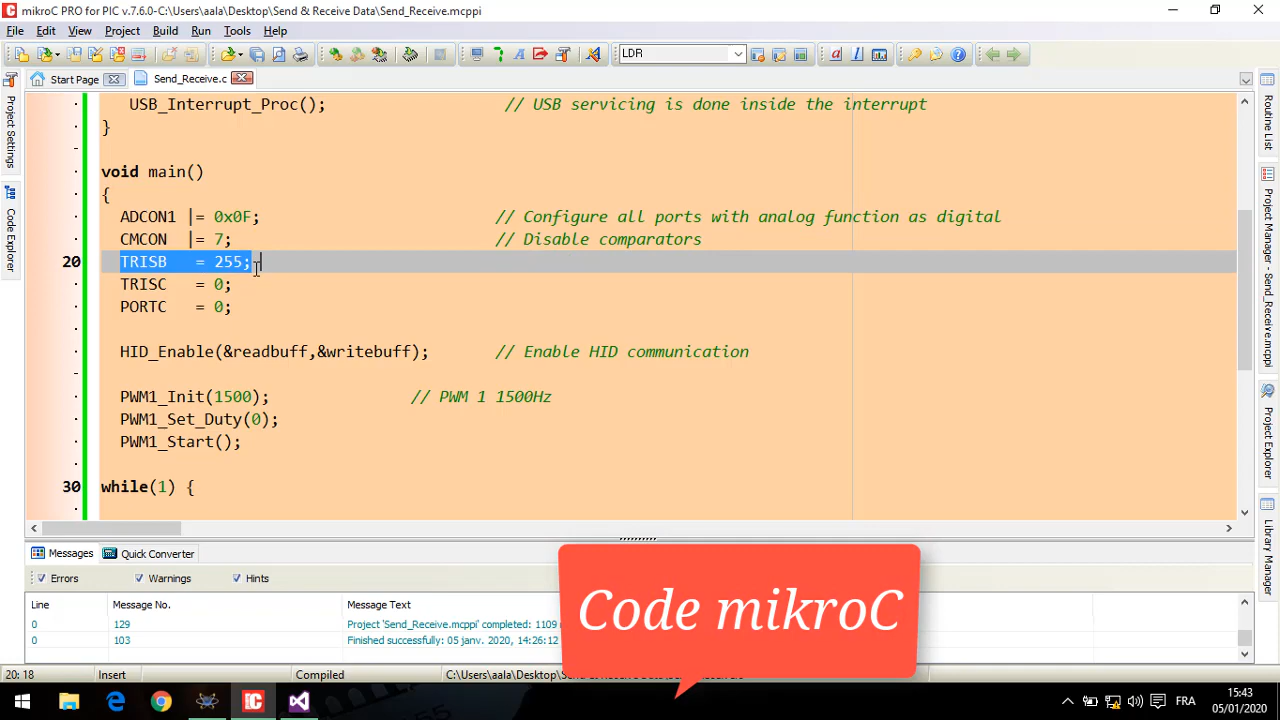 mikroC PRO for PIC v.7.6.0-C:\Users\aala\Desktop\Send & Receive Data\Send_Receive.mcppi
File Edit View Project Build Run Tools Help
LDR
Start Page Send_Receive.c
USB_Interrupt_Proc(); // USB servicing is done inside the interrupt
}
void main()
{
ADCON1 |= 0x0F; // Configure all ports with analog function as digital
CMCON |= 7; // Disable comparators
20 TRISB = 255;
TRISC = 0;
PORTC = 0;
HID_Enable(&readbuff,&writebuff); // Enable HID communication
PWM1_Init(1500); // PWM 1 1500Hz
PWM1_Set_Duty(0);
PWM1_Start();
30 while(1) {
Project Settings
Code Explorer
Routine List
Project Manager - Send_Receive.mcppi
Project Explorer
Library Manager
Messages Quick Converter
Errors Warnings Hints
Line Message No. Message Text
0 129 Project 'Send_Receive.mcppi' completed: 1109
0 103 Finished successfully: 05 janv. 2020, 14:26:12
Code mikroC
20: 18 Insert Compiled
FR
15:43
05/01/2020